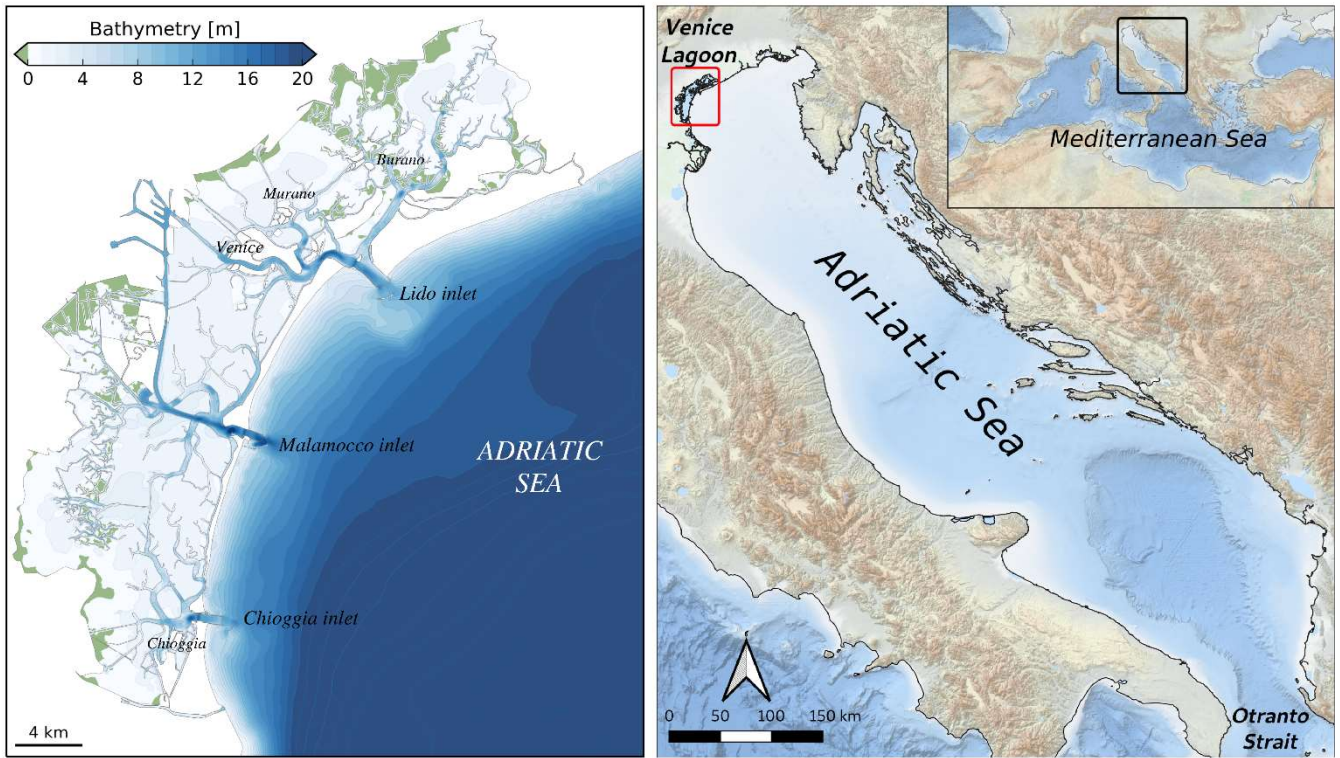 Bathymetry [m]
0 4 8 12 16 20
Burano
Murano
Venice
Lido inlet
Malamocco inlet
ADRIATIC
SEA
Chioggia inlet
Chioggia
4 km
Venice
Lagoon
Mediterranean Sea
Adriatic Sea
0 50 100 150 km
Otranto
Strait